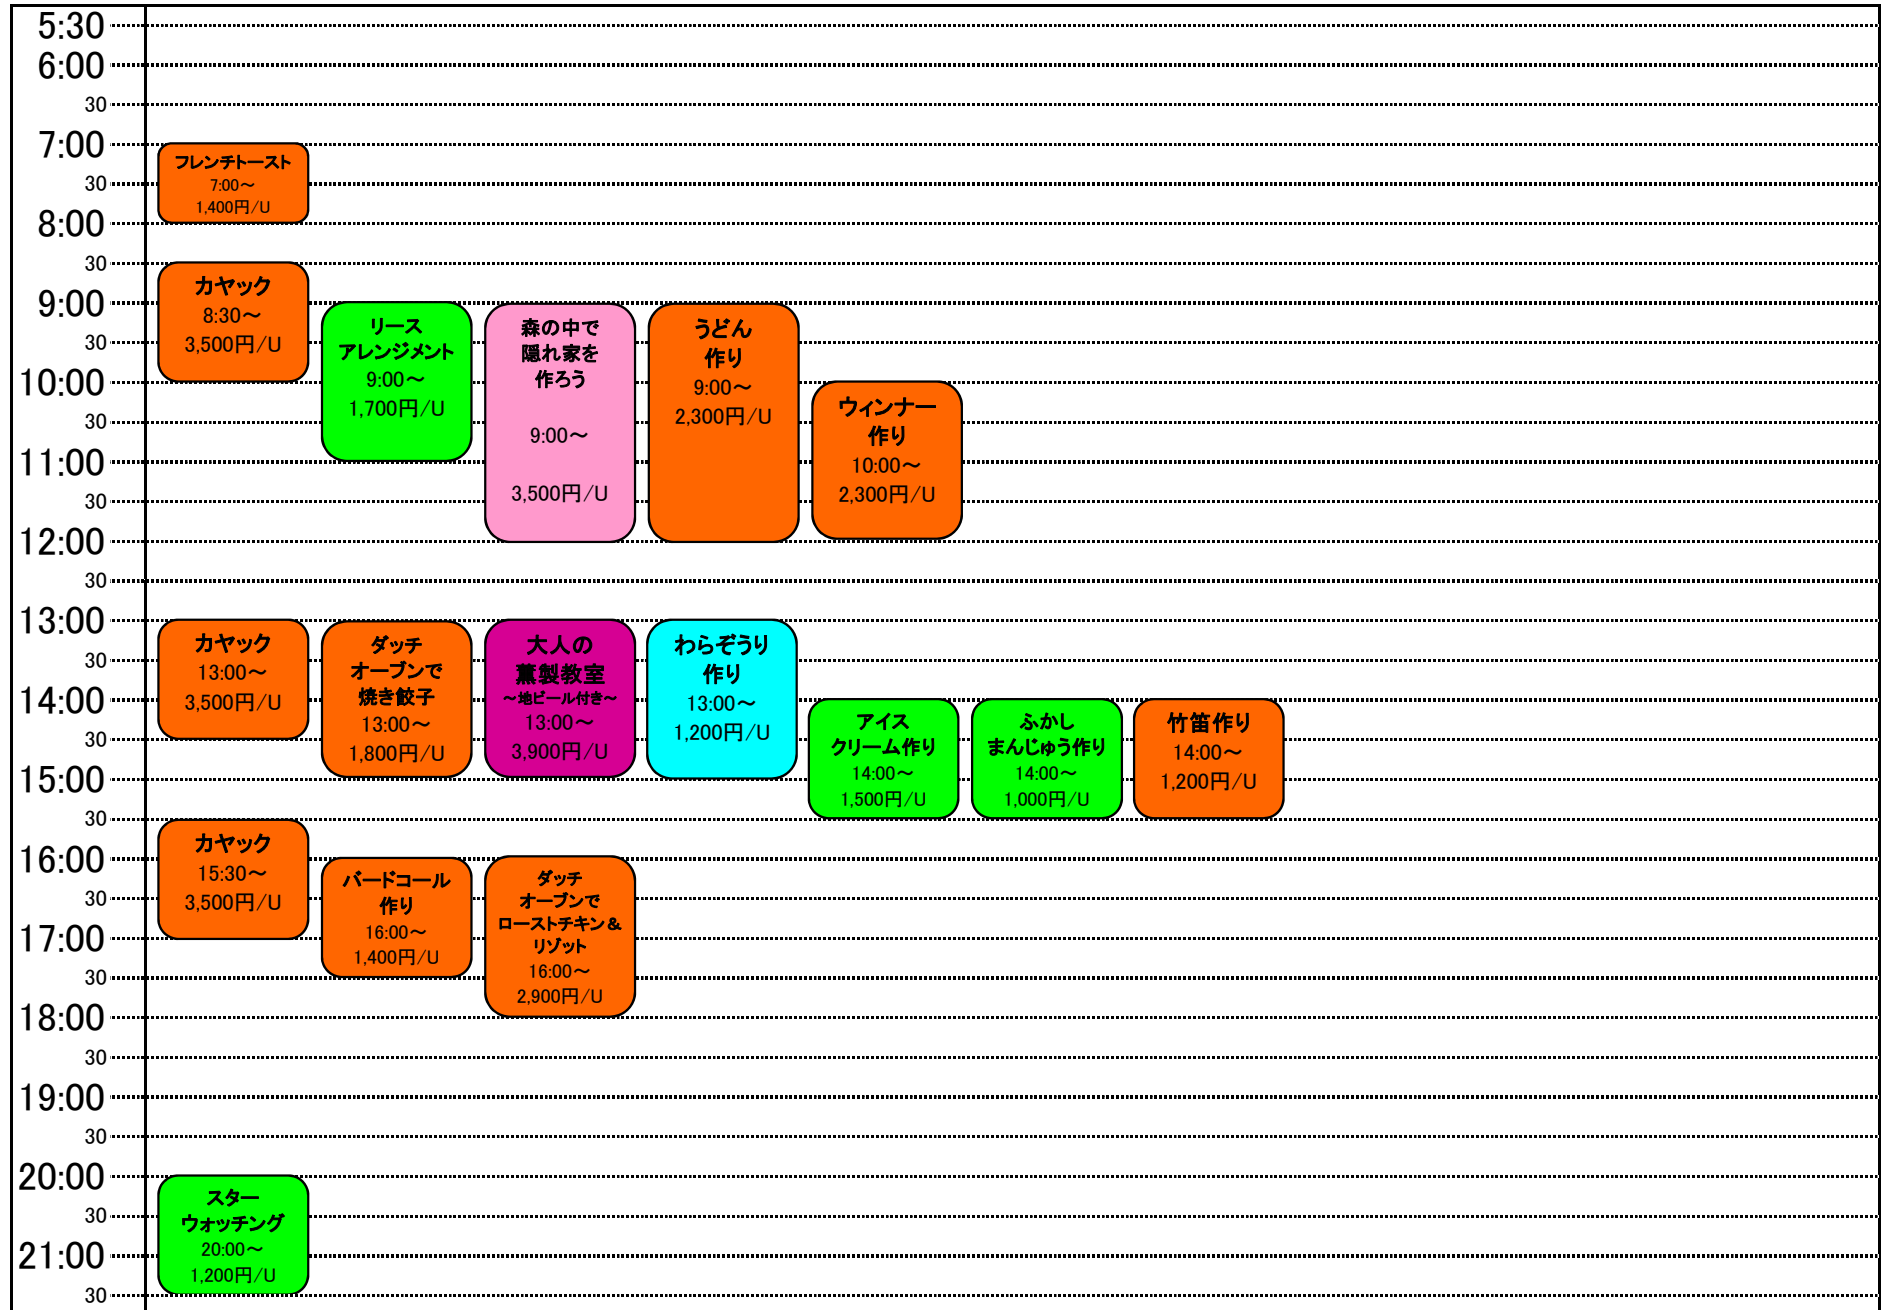 5:30
6:00
30
7:00
フレンチトースト
7:00～
1,400円/U
30
8:00
30
カヤック
8:30～
3,500円/U
9:00
リース
アレンジメント
9:00～
1,700円/U
森の中で
隠れ家を
作ろう
9:00～
3,500円/U
うどん
作り
9:00～
2,300円/U
30
10:00
ウィンナー
作り
10:00～
2,300円/U
30
11:00
30
12:00
30
13:00
カヤック
13:00～
3,500円/U
ダッチ
オーブンで
焼き餃子
13:00～
1,800円/U
大人の
薫製教室
～地ビール付き～
13:00～
3,900円/U
わらぞうり
作り
13:00～
1,200円/U
30
14:00
アイス
クリーム作り
14:00～
1,500円/U
ふかし
まんじゅう作り
14:00～
1,000円/U
竹笛作り
14:00～
1,200円/U
30
15:00
30
カヤック
15:30～
3,500円/U
16:00
バードコール
作り
16:00～
1,400円/U
ダッチ
オーブンで
ローストチキン＆
リゾット
16:00～
2,900円/U
30
17:00
30
18:00
30
19:00
30
20:00
スター
ウォッチング
20:00～
1,200円/U
30
21:00
30